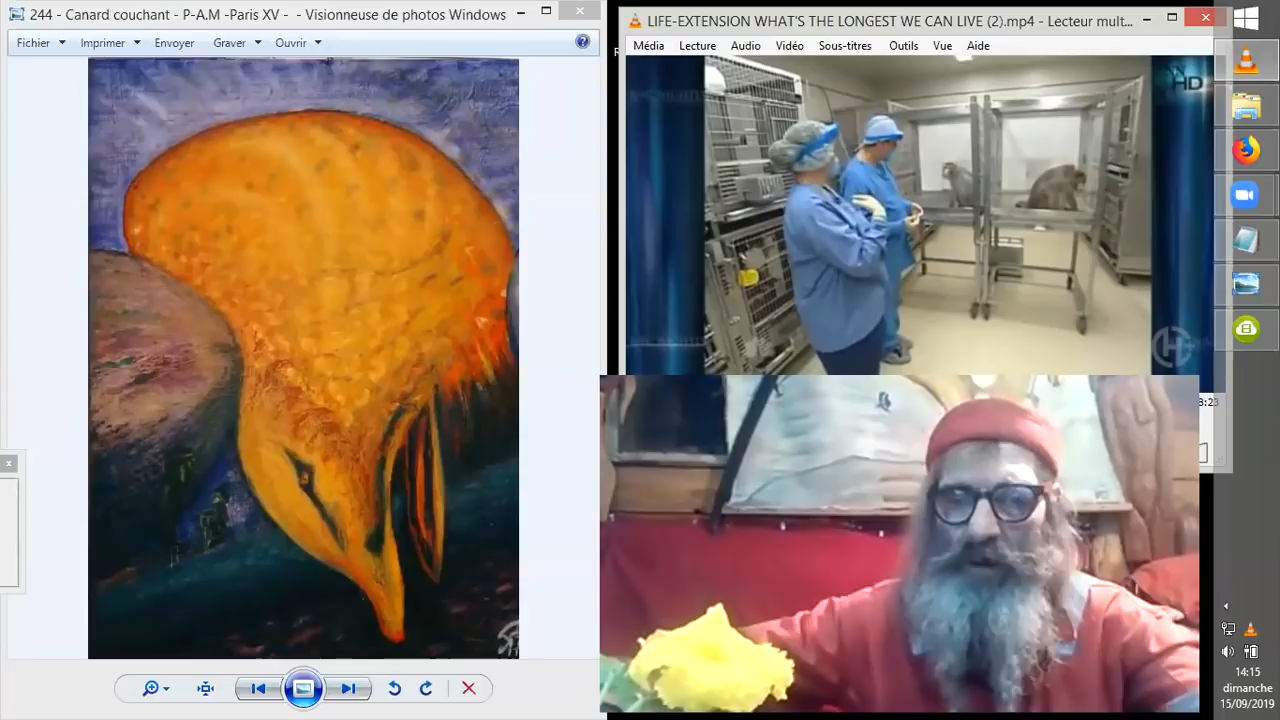 244 - Canard couchant - P-A-M -Paris XV - - Visionneuse de photos Windows
Fichier Imprimer Envoyer Graver Ouvrir
LIFE-EXTENSION WHAT'S THE LONGEST WE CAN LIVE (2).mp4 - Lecteur mult...
Média Lecture Audio Vidéo Sous-titres Outils Vue Aide
HD
H
3:23
14:15
dimanche
15/09/2019